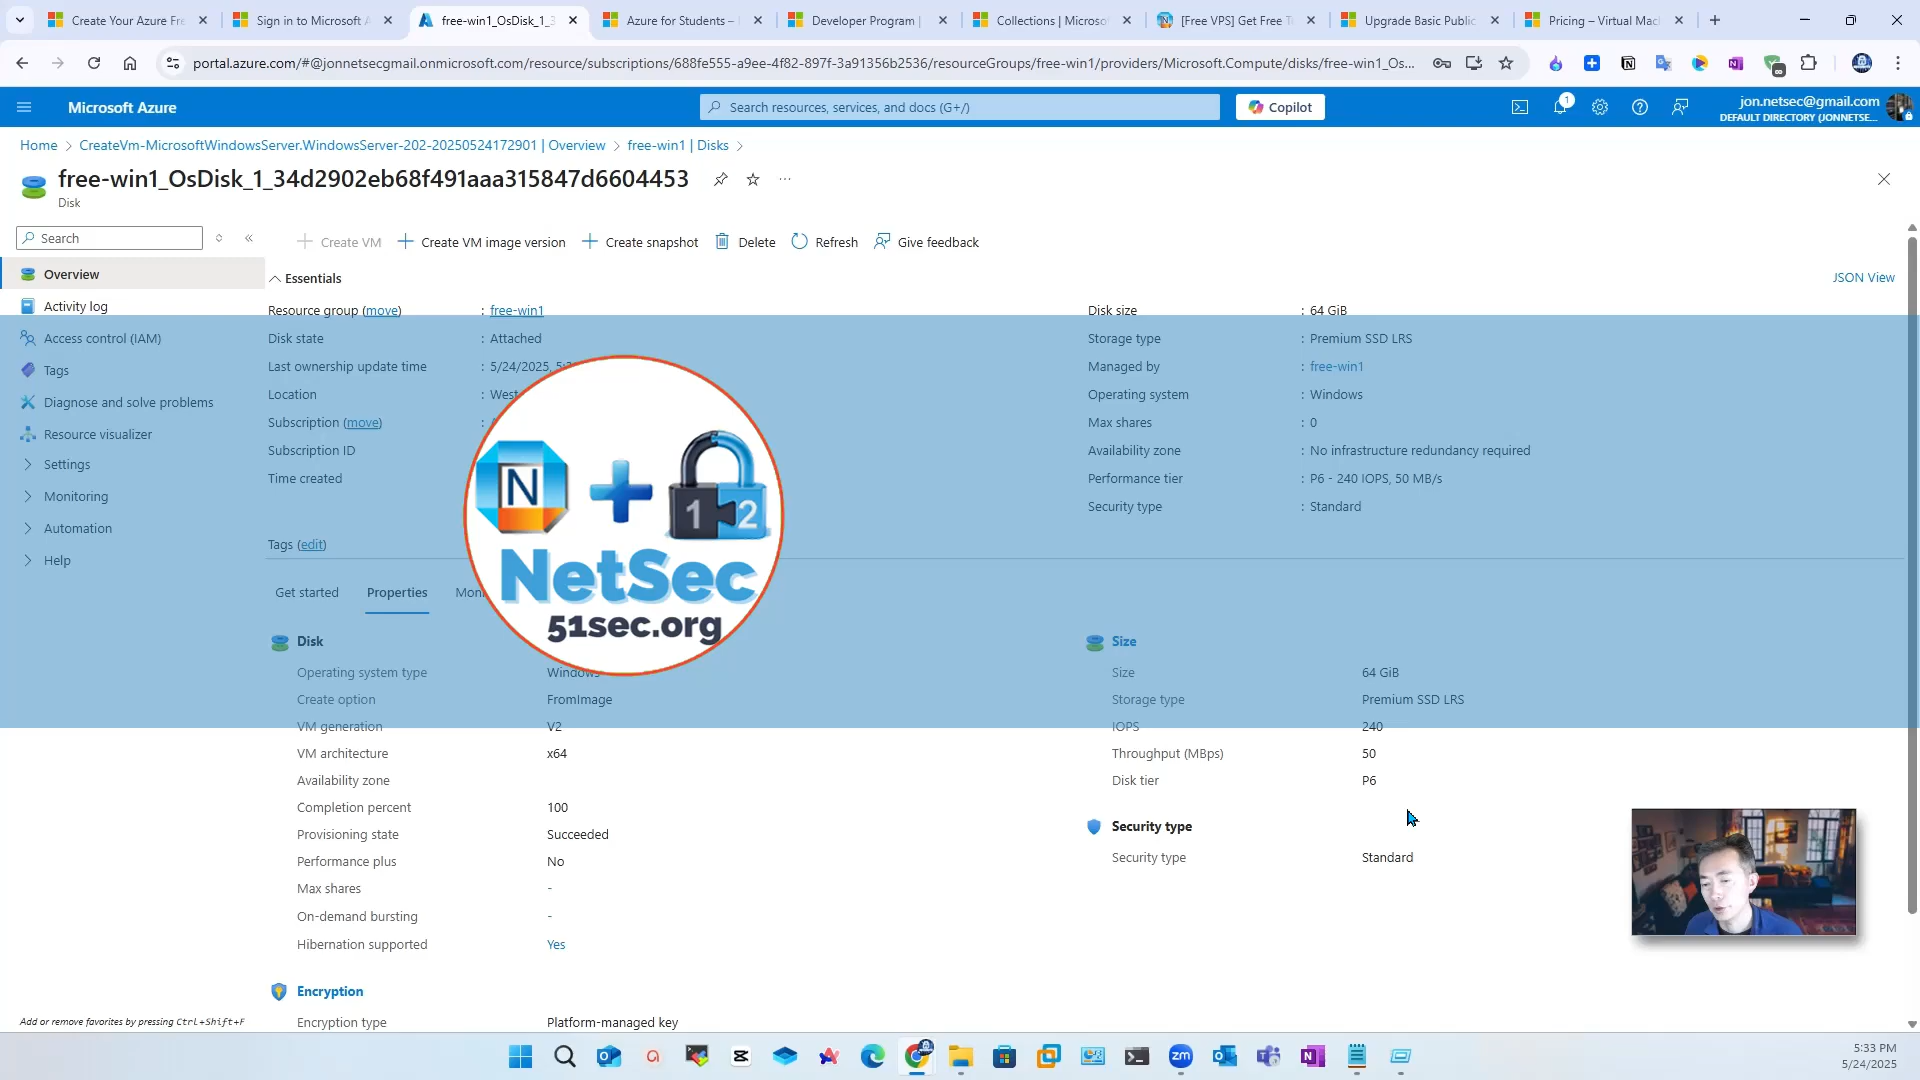 Create Your Azure Fre
Sign in to Microsoft A
free-win1_OsDisk_1_3
Azure for Students –
Developer Program |
Collections | Microso
[Free VPS] Get Free T
Upgrade Basic Public
Pricing – Virtual Mac
portal.azure.com/#@jonnetsecgmail.onmicrosoft.com/resource/subscriptions/688fe555-a9ee-4f82-897f-3a91356b2536/resourceGroups/free-win1/providers/Microsoft.Compute/disks/free-win1_Os...
Microsoft Azure
Search resources, services, and docs (G+/)
Copilot
1
jon.netsec@gmail.com
DEFAULT DIRECTORY (JONNETSE...
Home > CreateVm-MicrosoftWindowsServer.WindowsServer-202-20250524172901 | Overview > free-win1 | Disks >
free-win1_OsDisk_1_34d2902eb68f491aaa315847d6604453
Disk
Search
Create VM
Create VM image version
Create snapshot
Delete
Refresh
Give feedback
Overview
Activity log
Access control (IAM)
Tags
Diagnose and solve problems
Resource visualizer
Settings
Monitoring
Automation
Help
Add or remove favorites by pressing Ctrl+Shift+F
Essentials
JSON View
Resource group (move) : free-win1
Disk state : Attached
Last ownership update time : 5/24/2025,
Location : West
Subscription (move) :
Subscription ID
Time created
Disk size : 64 GiB
Storage type : Premium SSD LRS
Managed by : free-win1
Operating system : Windows
Max shares : 0
Availability zone : No infrastructure redundancy required
Performance tier : P6 - 240 IOPS, 50 MB/s
Security type : Standard
Tags (edit)
N + 12
NetSec
51sec.org
Get started
Properties
Moni
Disk
Operating system type Windows
Create option FromImage
VM generation V2
VM architecture x64
Availability zone
Completion percent 100
Provisioning state Succeeded
Performance plus No
Max shares -
On-demand bursting -
Hibernation supported Yes
Encryption
Encryption type Platform-managed key
Size
Size 64 GiB
Storage type Premium SSD LRS
IOPS 240
Throughput (MBps) 50
Disk tier P6
Security type
Security type Standard
zm
5:33 PM
5/24/2025